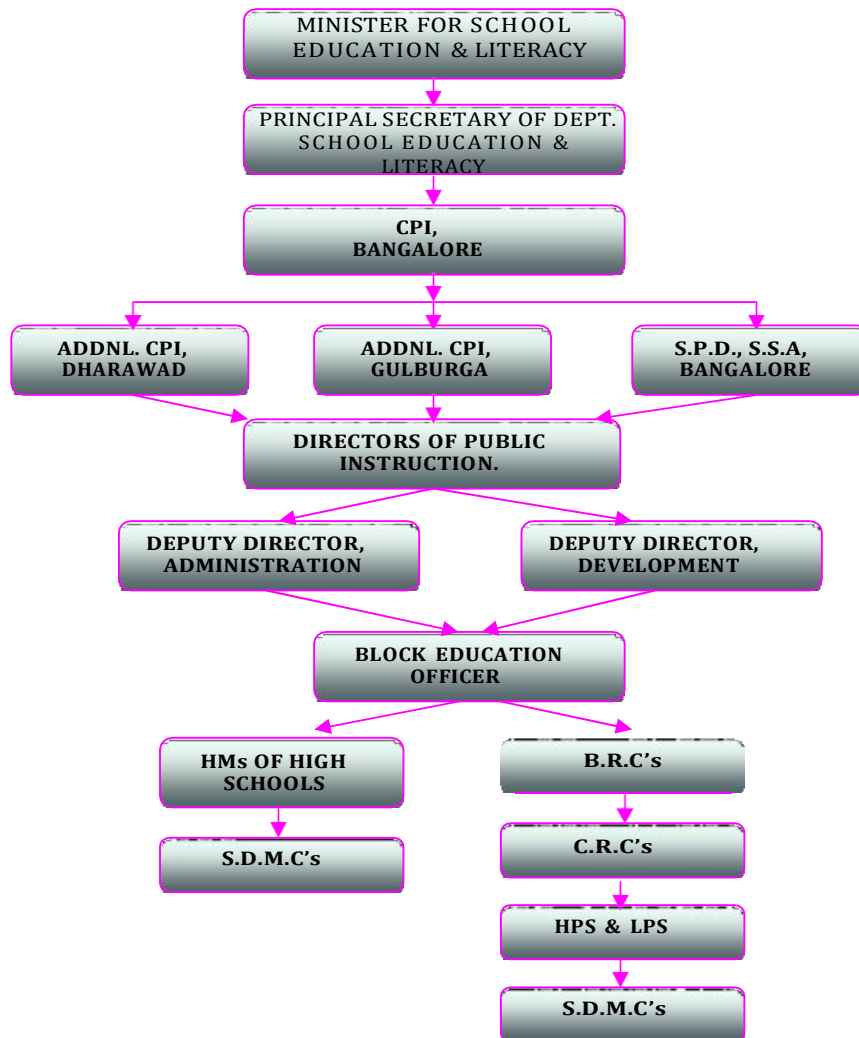 MINISTER FOR SCHOOL
EDUCATION & LITERACY
PRINCIPAL SECRETARY OF DEPT.
SCHOOL EDUCATION &
LITERACY
CPI,
BANGALORE
ADDNL. CPI,
DHARAWAD
ADDNL. CPI,
GULBURGA
S.P.D., S.S.A,
BANGALORE
DIRECTORS OF PUBLIC
INSTRUCTION.
DEPUTY DIRECTOR,
ADMINISTRATION
DEPUTY DIRECTOR,
DEVELOPMENT
BLOCK EDUCATION
OFFICER
HMs OF HIGH
SCHOOLS
B.R.C’s
S.D.M.C’s
C.R.C’s
HPS & LPS
S.D.M.C’s